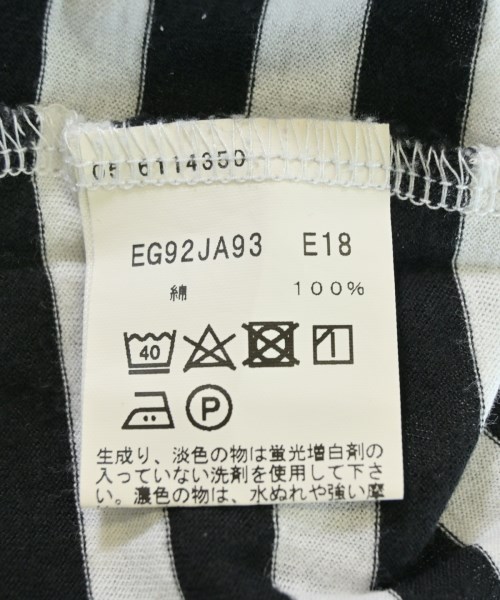 6114350
EG92JA93 E18
綿 100%
40
P
生成り、淡色の物は蛍光増白剤の
入っていない洗剤を使用して下さ
い。濃色の物は、水ぬれや強い摩